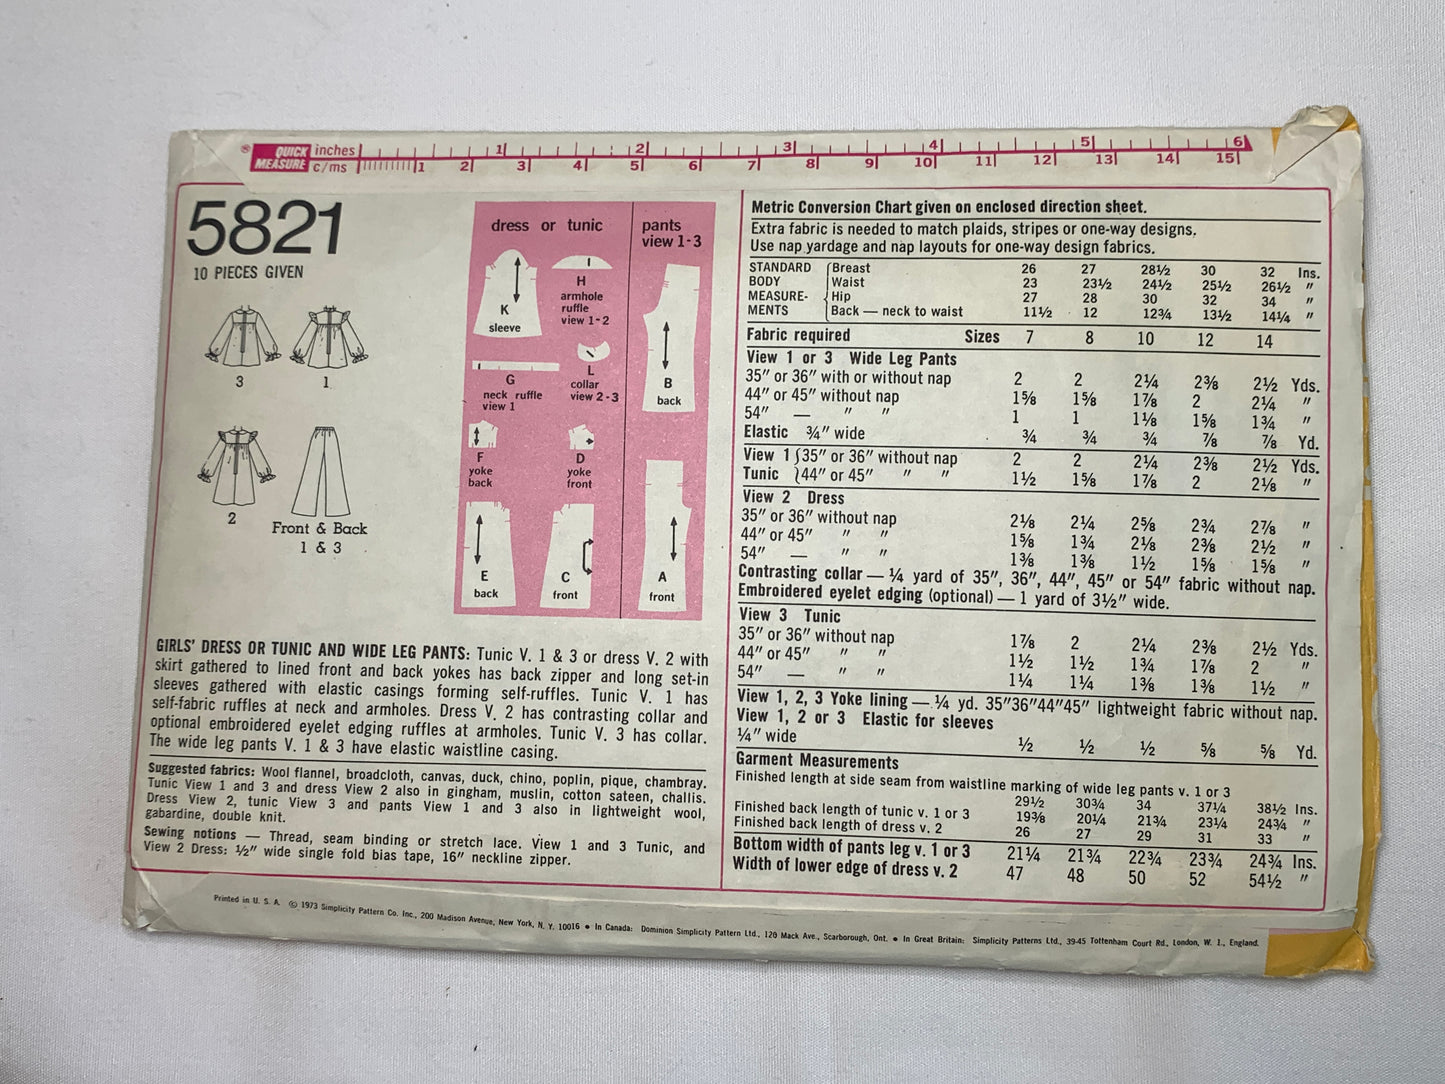 ® QUICK MEASURE inches 1 2 3 4 5 6
c/ms 1 2 3 4 5 6 7 8 9 10 11 12 13 14 15
5821
10 PIECES GIVEN
3 1
2
Front & Back
1 & 3
dress or tunic
pants
view 1-3
K
sleeve
H
armhole
ruffle
view 1-2
G
neck ruffle
view 1
L
collar
view 2-3
B
back
F
yoke
back
D
yoke
front
E
back
C
front
A
front
GIRLS' DRESS OR TUNIC AND WIDE LEG PANTS: Tunic V. 1 & 3 or dress V. 2 with
skirt gathered to lined front and back yokes has back zipper and long set-in
sleeves gathered with elastic casings forming self-ruffles. Tunic V. 1 has
self-fabric ruffles at neck and armholes. Dress V. 2 has contrasting collar and
optional embroidered eyelet edging ruffles at armholes. Tunic V. 3 has collar.
The wide leg pants V. 1 & 3 have elastic waistline casing.
Suggested fabrics: Wool flannel, broadcloth, canvas, duck, chino, poplin, pique, chambray.
Tunic View 1 and 3 and dress View 2 also in gingham, muslin, cotton sateen, challis.
Dress View 2, tunic View 3 and pants View 1 and 3 also in lightweight wool,
gabardine, double knit.
Sewing notions — Thread, seam binding or stretch lace. View 1 and 3 Tunic, and
View 2 Dress: ½" wide single fold bias tape, 16" neckline zipper.
Metric Conversion Chart given on enclosed direction sheet.
Extra fabric is needed to match plaids, stripes or one-way designs.
Use nap yardage and nap layouts for one-way design fabrics.
STANDARD BODY MEASURE-MENTS
Breast 26 27 28½ 30 32 Ins.
Waist 23 23½ 24½ 25½ 26½ "
Hip 27 28 30 32 34 "
Back — neck to waist 11½ 12 12¾ 13½ 14¼ "
Fabric required Sizes 7 8 10 12 14
View 1 or 3 Wide Leg Pants
35" or 36" with or without nap 2 2 2¼ 2⅜ 2½ Yds.
44" or 45" without nap 1⅝ 1⅝ 1⅞ 2 2¼ "
54" — " " 1 1 1⅛ 1⅝ 1¾ "
Elastic ¾" wide ¾ ¾ ¾ ⅞ ⅞ Yd.
View 1 35" or 36" without nap 2 2 2¼ 2⅜ 2½ Yds.
Tunic 44" or 45" " " 1½ 1⅝ 1⅞ 2 2⅛ "
View 2 Dress
35" or 36" without nap 2⅛ 2¼ 2⅝ 2¾ 2⅞ "
44" or 45" " " 1⅝ 1¾ 2⅛ 2⅜ 2½ "
54" — " " 1⅜ 1⅜ 1½ 1⅝ 1⅝ "
Contrasting collar — ¼ yard of 35", 36", 44", 45" or 54" fabric without nap.
Embroidered eyelet edging (optional) — 1 yard of 3½" wide.
View 3 Tunic
35" or 36" without nap 1⅞ 2 2¼ 2⅜ 2½ Yds.
44" or 45" " " 1½ 1½ 1¾ 1⅞ 2 "
54" — " " 1¼ 1¼ 1⅜ 1⅜ 1½ "
View 1, 2, 3 Yoke lining — ¼ yd. 35"36"44"45" lightweight fabric without nap.
View 1, 2 or 3 Elastic for sleeves
¼" wide ½ ½ ½ ⅝ ⅝ Yd.
Garment Measurements
Finished length at side seam from waistline marking of wide leg pants v. 1 or 3
29½ 30¾ 34 37¼ 38½ Ins.
Finished back length of tunic v. 1 or 3 19⅜ 20¼ 21¾ 23¼ 24¾ "
Finished back length of dress v. 2 26 27 29 31 33 "
Bottom width of pants leg v. 1 or 3 21¼ 21¾ 22¾ 23¾ 24¾ Ins.
Width of lower edge of dress v. 2 47 48 50 52 54½ "
Printed in U. S. A. © 1973 Simplicity Pattern Co. Inc., 200 Madison Avenue, New York, N. Y. 10016 • In Canada: Dominion Simplicity Pattern Ltd., 120 Mack Ave., Scarborough, Ont. • In Great Britain: Simplicity Patterns Ltd., 39-45 Tottenham Court Rd., London, W. 1., England.